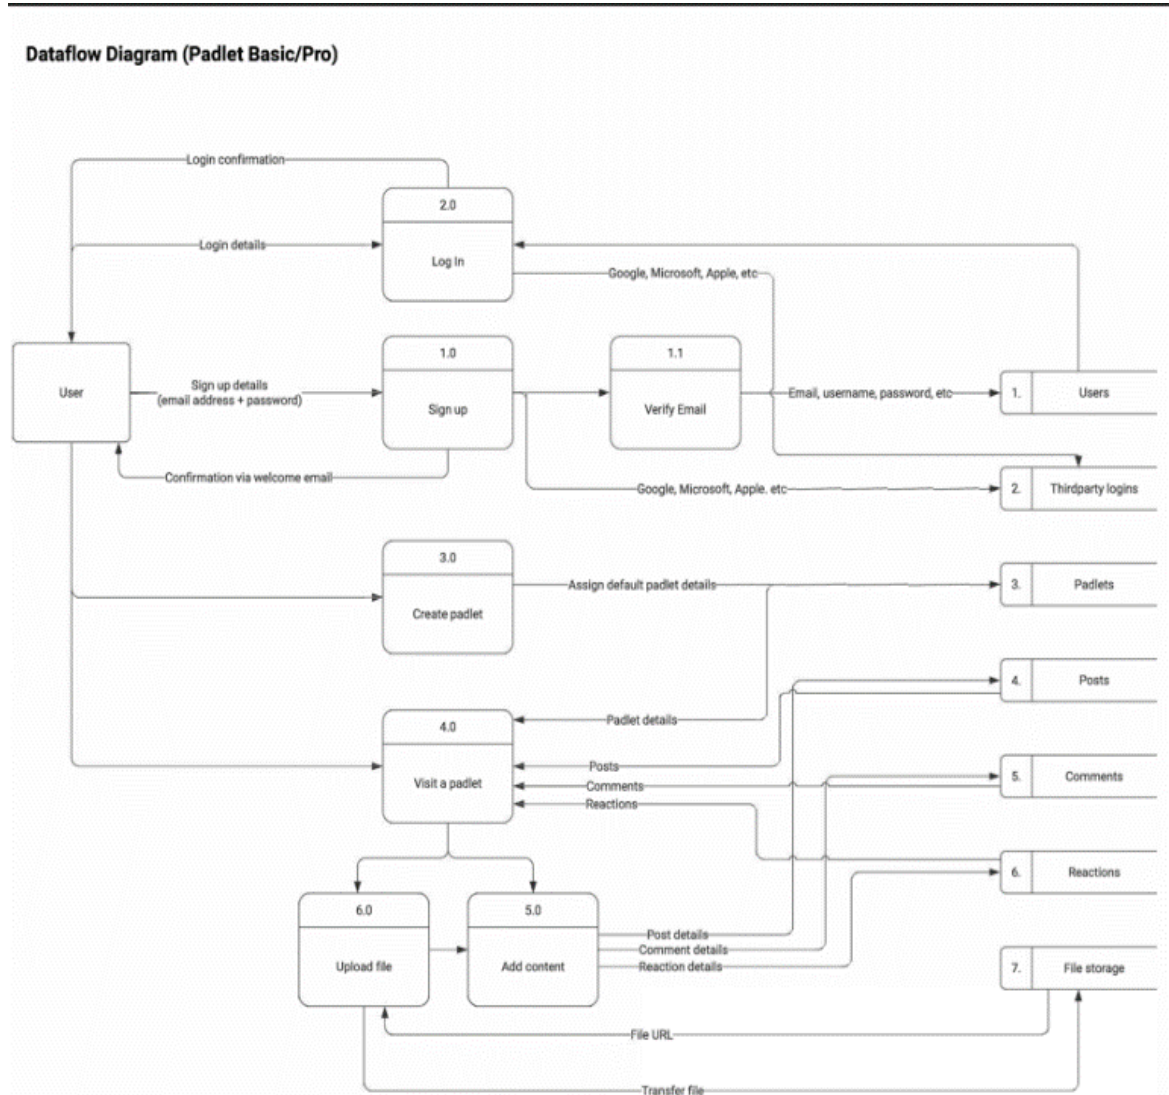 Dataflow Diagram (Padlet Basic/Pro)
Login confirmation
2.0
Login details
Log In
Google, Microsoft, Apple, etc
1.0
1.1
User
Sign up details
(email address + password)
Sign up
Verify Email
Email, username, password, etc
1.
Users
Confirmation via welcome email
Google, Microsoft, Apple. etc
2.
Thirdparty logins
3.0
Create padlet
Assign default padlet details
3.
Padlets
4.
Posts
4.0
Padlet details
Visit a padlet
Posts
Comments
Reactions
5.
Comments
6.
Reactions
6.0
5.0
Upload file
Add content
Post details
Comment details
Reaction details
7.
File storage
File URL
Transfer file